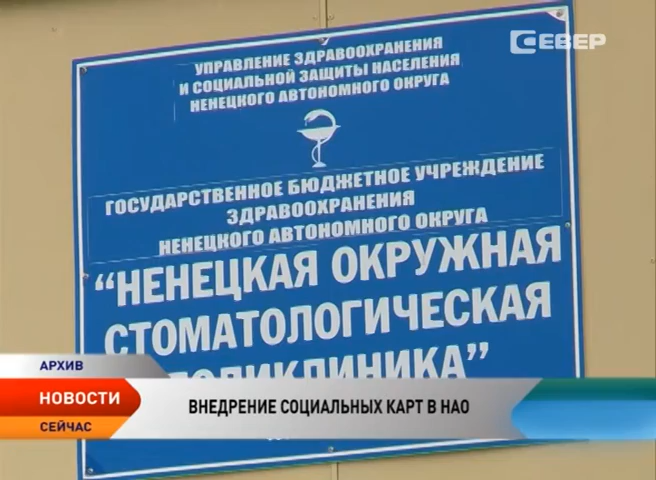 СЕВЕР
УПРАВЛЕНИЕ ЗДРАВООХРАНЕНИЯ
И СОЦИАЛЬНОЙ ЗАЩИТЫ НАСЕЛЕНИЯ
НЕНЕЦКОГО АВТОНОМНОГО ОКРУГА
ГОСУДАРСТВЕННОЕ БЮДЖЕТНОЕ УЧРЕЖДЕНИЕ
ЗДРАВООХРАНЕНИЯ
НЕНЕЦКОГО АВТОНОМНОГО ОКРУГА
“НЕНЕЦКАЯ ОКРУЖНАЯ
СТОМАТОЛОГИЧЕСКАЯ
ПОЛИКЛИНИКА”
АРХИВ
НОВОСТИ
СЕЙЧАС
ВНЕДРЕНИЕ СОЦИАЛЬНЫХ КАРТ В НАО